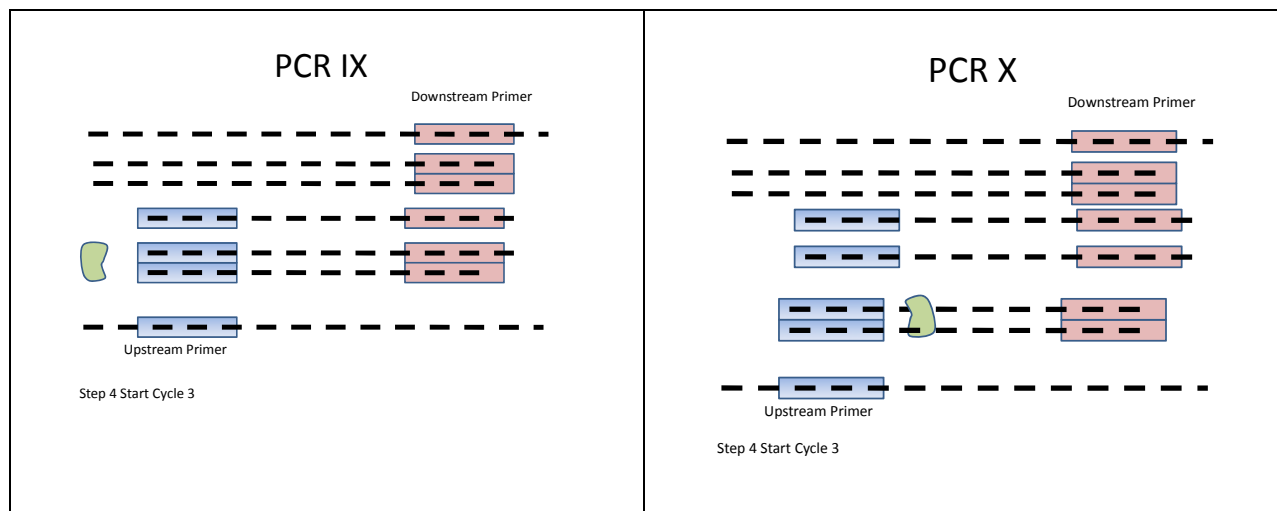 PCR IX
Downstream Primer
Upstream Primer
Step 4 Start Cycle 3
PCR X
Downstream Primer
Upstream Primer
Step 4 Start Cycle 3